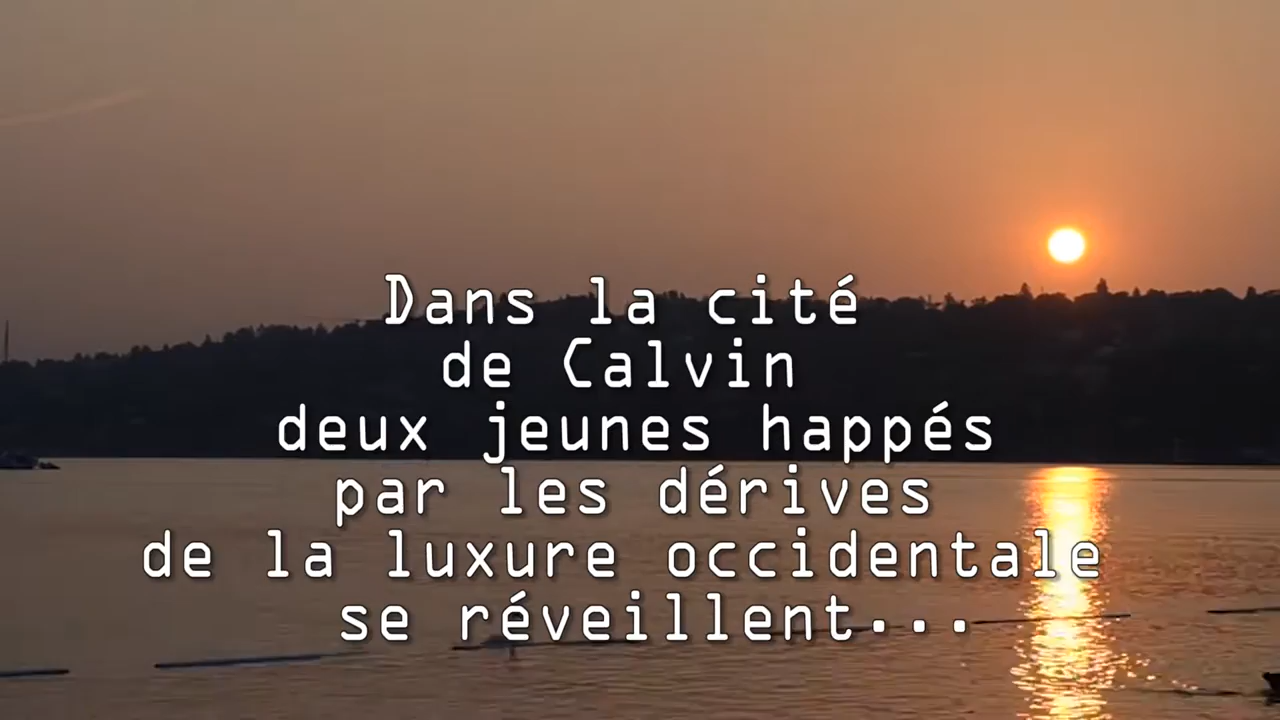 Dans la cité
de Calvin
deux jeunes happés
par les dérives
de la luxure occidentale
se réveillent...